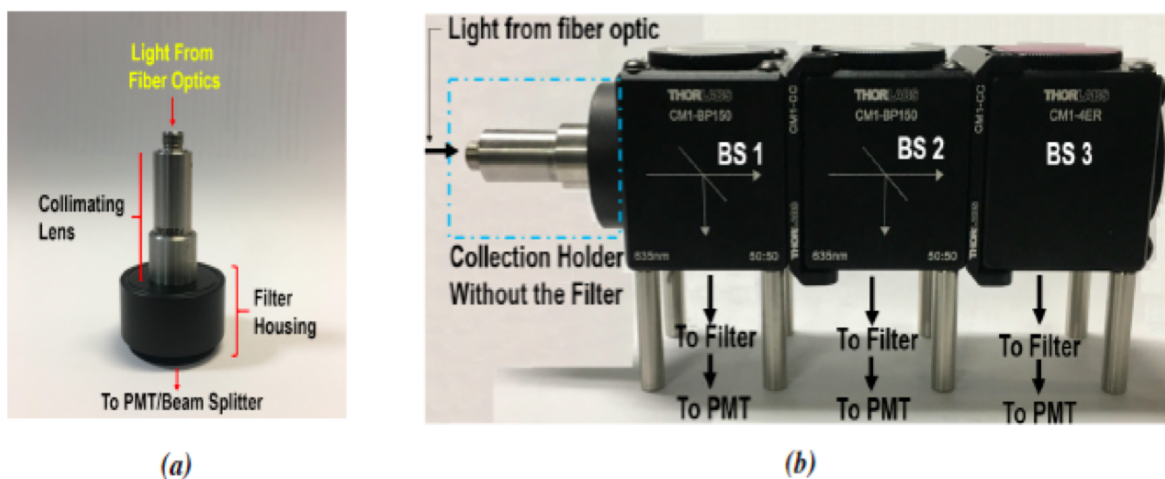 Light From
Fiber Optics
Collimating
Lens
Filter
Housing
To PMT/Beam Splitter
(a)
Light from fiber optic
THORLABS
CM1-BP150
BS 1
635nm
50:50
CM1-CC
THORLABS
THORLABS
CM1-BP150
BS 2
635nm
50:50
CM1-CC
THORLABS
THORLABS
CM1-4ER
BS 3
Collection Holder
Without the Filter
To Filter
To PMT
To Filter
To PMT
To Filter
To PMT
(b)